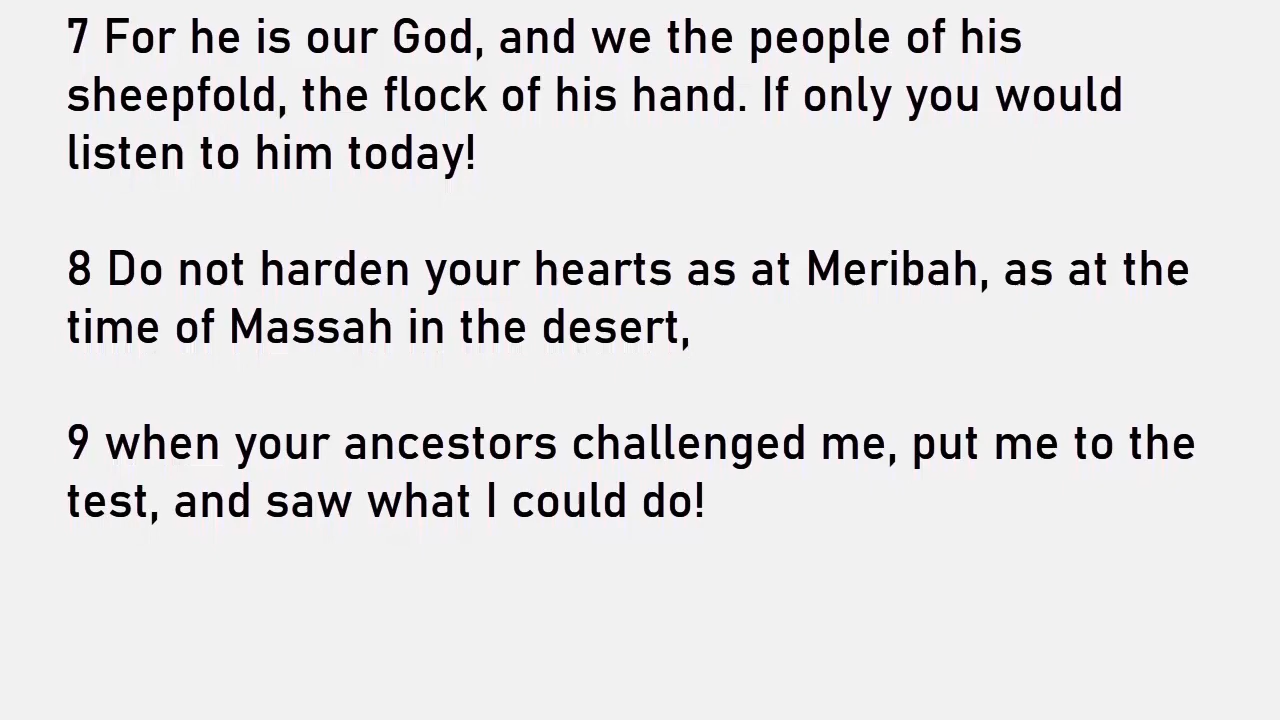 7 For he is our God, and we the people of his
sheepfold, the flock of his hand. If only you would
listen to him today!
8 Do not harden your hearts as at Meribah, as at the
time of Massah in the desert,
9 when your ancestors challenged me, put me to the
test, and saw what I could do!